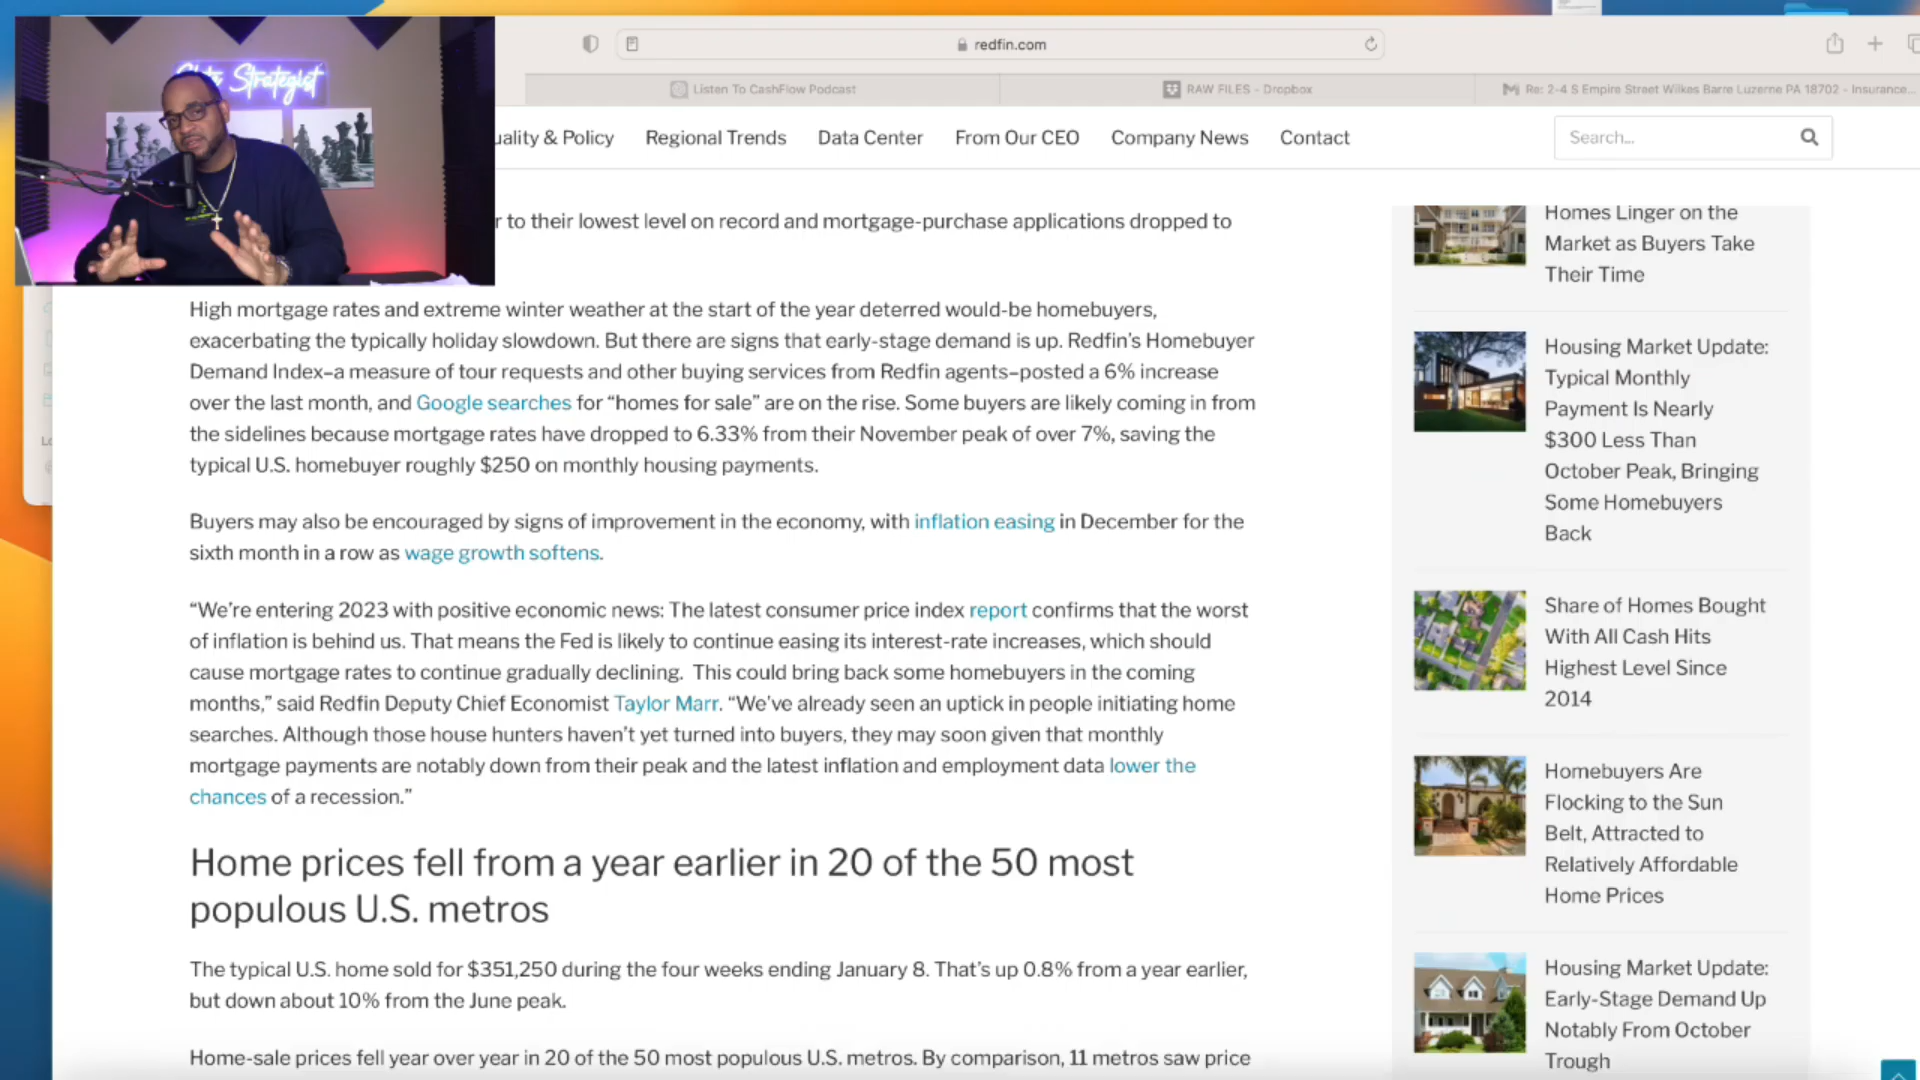 Strategist
redfin.com
Listen To CashFlow Podcast
RAW FILES - Dropbox
Re: 2-4 S Empire Street Wilkes Barre Luzerne PA 18702 - Insurance...
& Policy
Regional Trends
Data Center
From Our CEO
Company News
Contact
Search...
r to their lowest level on record and mortgage-purchase applications dropped to
High mortgage rates and extreme winter weather at the start of the year deterred would-be homebuyers,
exacerbating the typically holiday slowdown. But there are signs that early-stage demand is up. Redfin’s Homebuyer
Demand Index–a measure of tour requests and other buying services from Redfin agents–posted a 6% increase
over the last month, and Google searches for “homes for sale” are on the rise. Some buyers are likely coming in from
the sidelines because mortgage rates have dropped to 6.33% from their November peak of over 7%, saving the
typical U.S. homebuyer roughly $250 on monthly housing payments.
Buyers may also be encouraged by signs of improvement in the economy, with inflation easing in December for the
sixth month in a row as wage growth softens.
“We’re entering 2023 with positive economic news: The latest consumer price index report confirms that the worst
of inflation is behind us. That means the Fed is likely to continue easing its interest-rate increases, which should
cause mortgage rates to continue gradually declining. This could bring back some homebuyers in the coming
months,” said Redfin Deputy Chief Economist Taylor Marr. “We’ve already seen an uptick in people initiating home
searches. Although those house hunters haven’t yet turned into buyers, they may soon given that monthly
mortgage payments are notably down from their peak and the latest inflation and employment data lower the
chances of a recession.”
Home prices fell from a year earlier in 20 of the 50 most
populous U.S. metros
The typical U.S. home sold for $351,250 during the four weeks ending January 8. That’s up 0.8% from a year earlier,
but down about 10% from the June peak.
Home-sale prices fell year over year in 20 of the 50 most populous U.S. metros. By comparison, 11 metros saw price
Homes Linger on the
Market as Buyers Take
Their Time
Housing Market Update:
Typical Monthly
Payment Is Nearly
$300 Less Than
October Peak, Bringing
Some Homebuyers
Back
Share of Homes Bought
With All Cash Hits
Highest Level Since
2014
Homebuyers Are
Flocking to the Sun
Belt, Attracted to
Relatively Affordable
Home Prices
Housing Market Update:
Early-Stage Demand Up
Notably From October
Trough